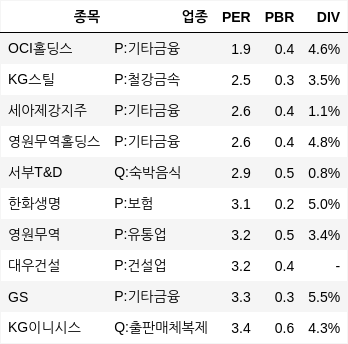 종목 업종 PER PBR DIV
OCI홀딩스 P:기타금융 1.9 0.4 4.6%
KG스틸 P:철강금속 2.5 0.3 3.5%
세아제강지주 P:기타금융 2.6 0.4 1.1%
영원무역홀딩스 P:기타금융 2.6 0.4 4.8%
서부T&D Q:숙박음식 2.9 0.5 0.8%
한화생명 P:보험 3.1 0.2 5.0%
영원무역 P:유통업 3.2 0.5 3.4%
대우건설 P:건설업 3.2 0.4 -
GS P:기타금융 3.3 0.3 5.5%
KG이니시스 Q:출판매체복제 3.4 0.6 4.3%